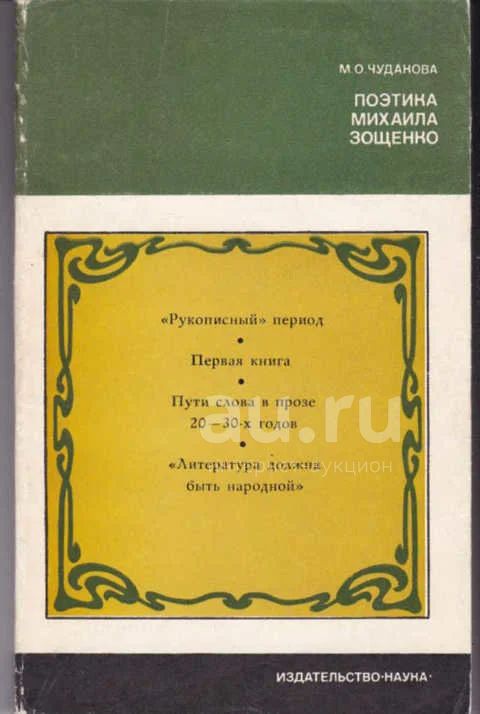 М.О.ЧУДАКОВА
ПОЭТИКА
МИХАИЛА
ЗОЩЕНКО
«Рукописный» период
•
Первая книга
•
Пути слова в прозе
20—30-х годов
•
«Литература должна
быть народной»
au.ru
аукцион
ИЗДАТЕЛЬСТВО·НАУКА·